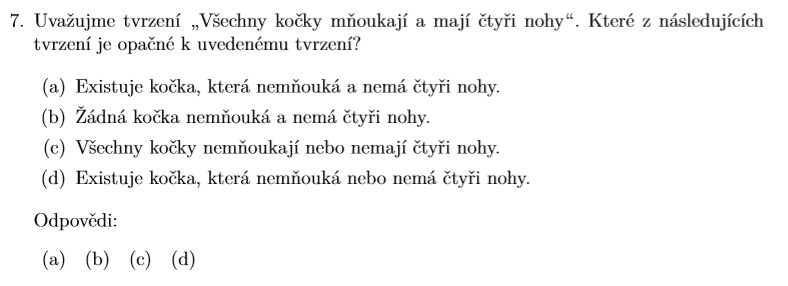 7. Uvažujme tvrzení „Všechny kočky mňoukají a mají čtyři nohy“. Které z následujících
tvrzení je opačné k uvedenému tvrzení?
(a) Existuje kočka, která nemňouká a nemá čtyři nohy.
(b) Žádná kočka nemňouká a nemá čtyři nohy.
(c) Všechny kočky nemňoukají nebo nemají čtyři nohy.
(d) Existuje kočka, která nemňouká nebo nemá čtyři nohy.
Odpovědi:
(a) (b) (c) (d)